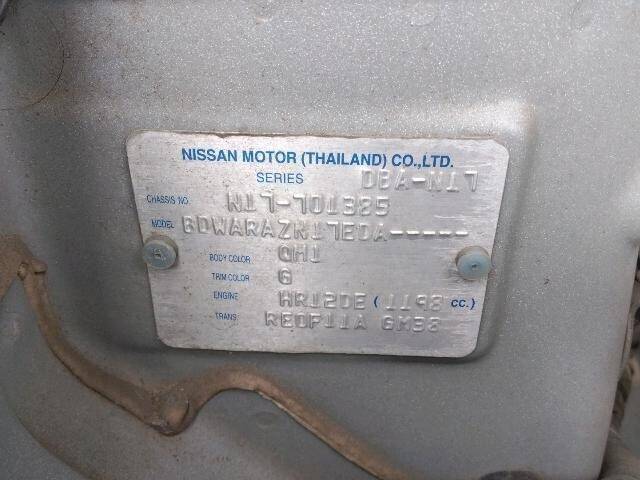 NISSAN MOTOR (THAILAND) CO.,LTD.
SERIES DBA-N17
CHASSIS NO. N17-701385
MODEL BDWARAZN17EDA-----
BODY COLOR QM1
TRIM COLOR G
ENGINE HR12DE (1198 cc.)
TRANS. RE0F11A GM38